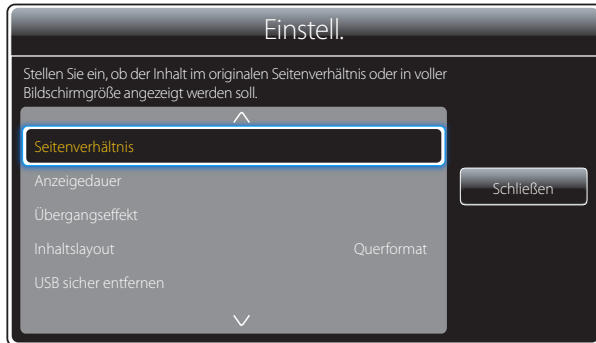 Einstell.
Stellen Sie ein, ob der Inhalt im originalen Seitenverhältnis oder in voller
Bildschirmgröße angezeigt werden soll.
Seitenverhältnis
Anzeigedauer
Schließen
Übergangseffekt
Inhaltslayout Querformat
USB sicher entfernen